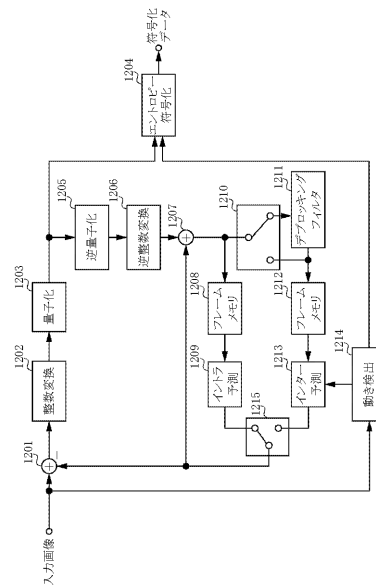 入力画像
1201
−
1202
整数変換
1203
量子化
1204
エントロピー
符号化
符号化
データ
1205
逆量子化
1206
逆整数変換
1207
1208
フレーム
メモリ
1209
イントラ
予測
1210
1211
デブロッキング
フィルタ
1212
フレーム
メモリ
1213
インター
予測
1214
動き検出
1215